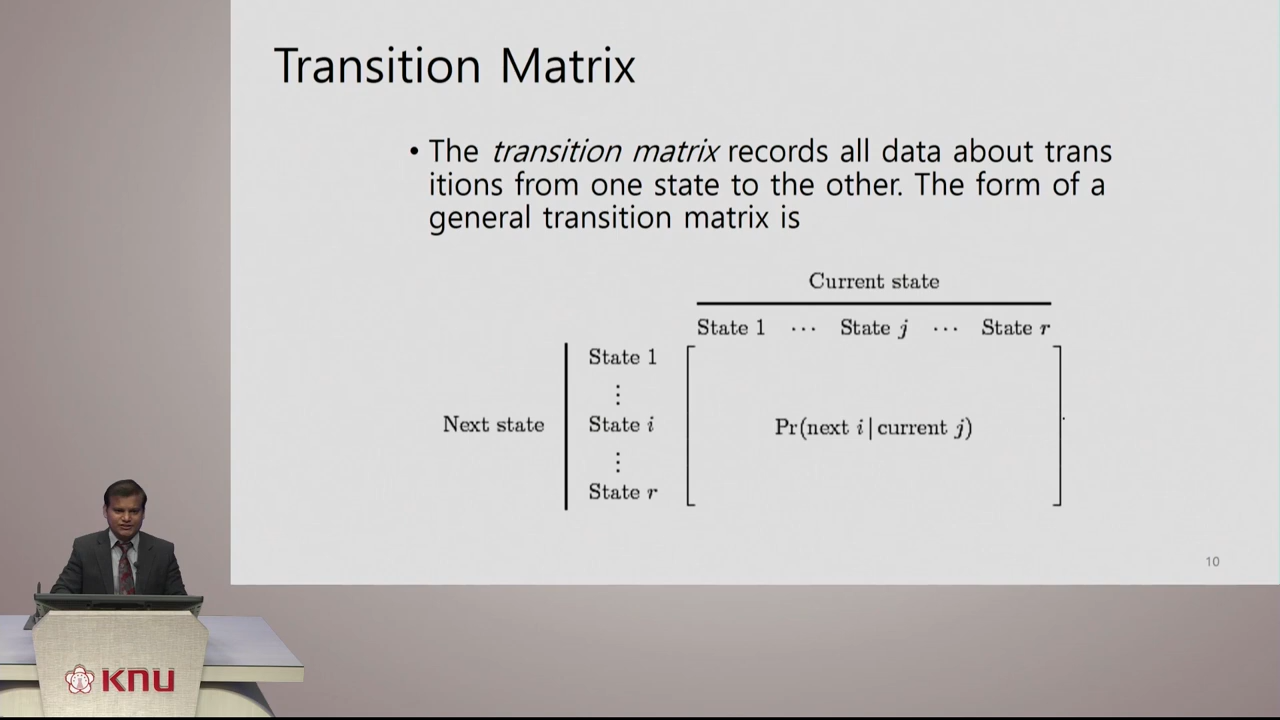 Transition Matrix
• The transition matrix records all data about trans
itions from one state to the other. The form of a
general transition matrix is
Current state
State 1 ··· State j ··· State r
State 1
⋮
Next state State i Pr(next i | current j)
⋮
State r
10
KNU